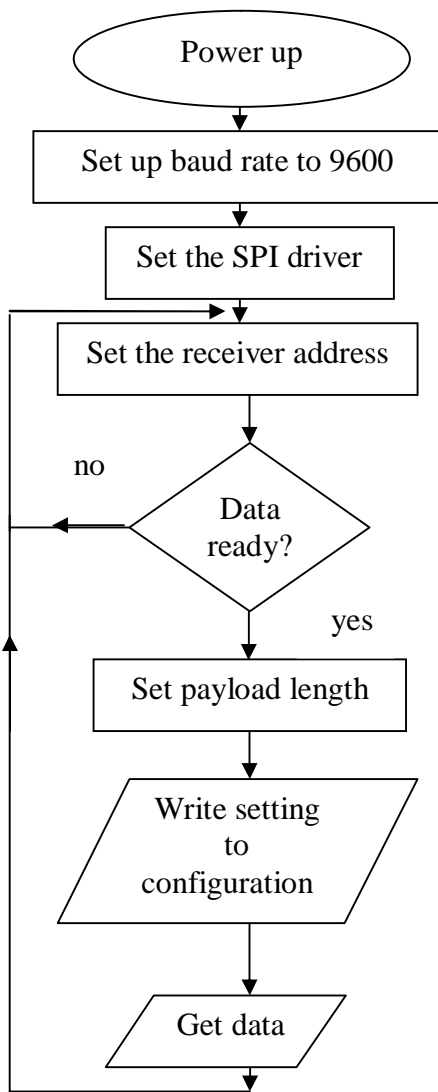 Power up
Set up baud rate to 9600
Set the SPI driver
Set the receiver address
no
Data
ready?
yes
Set payload length
Write setting
to
configuration
Get data